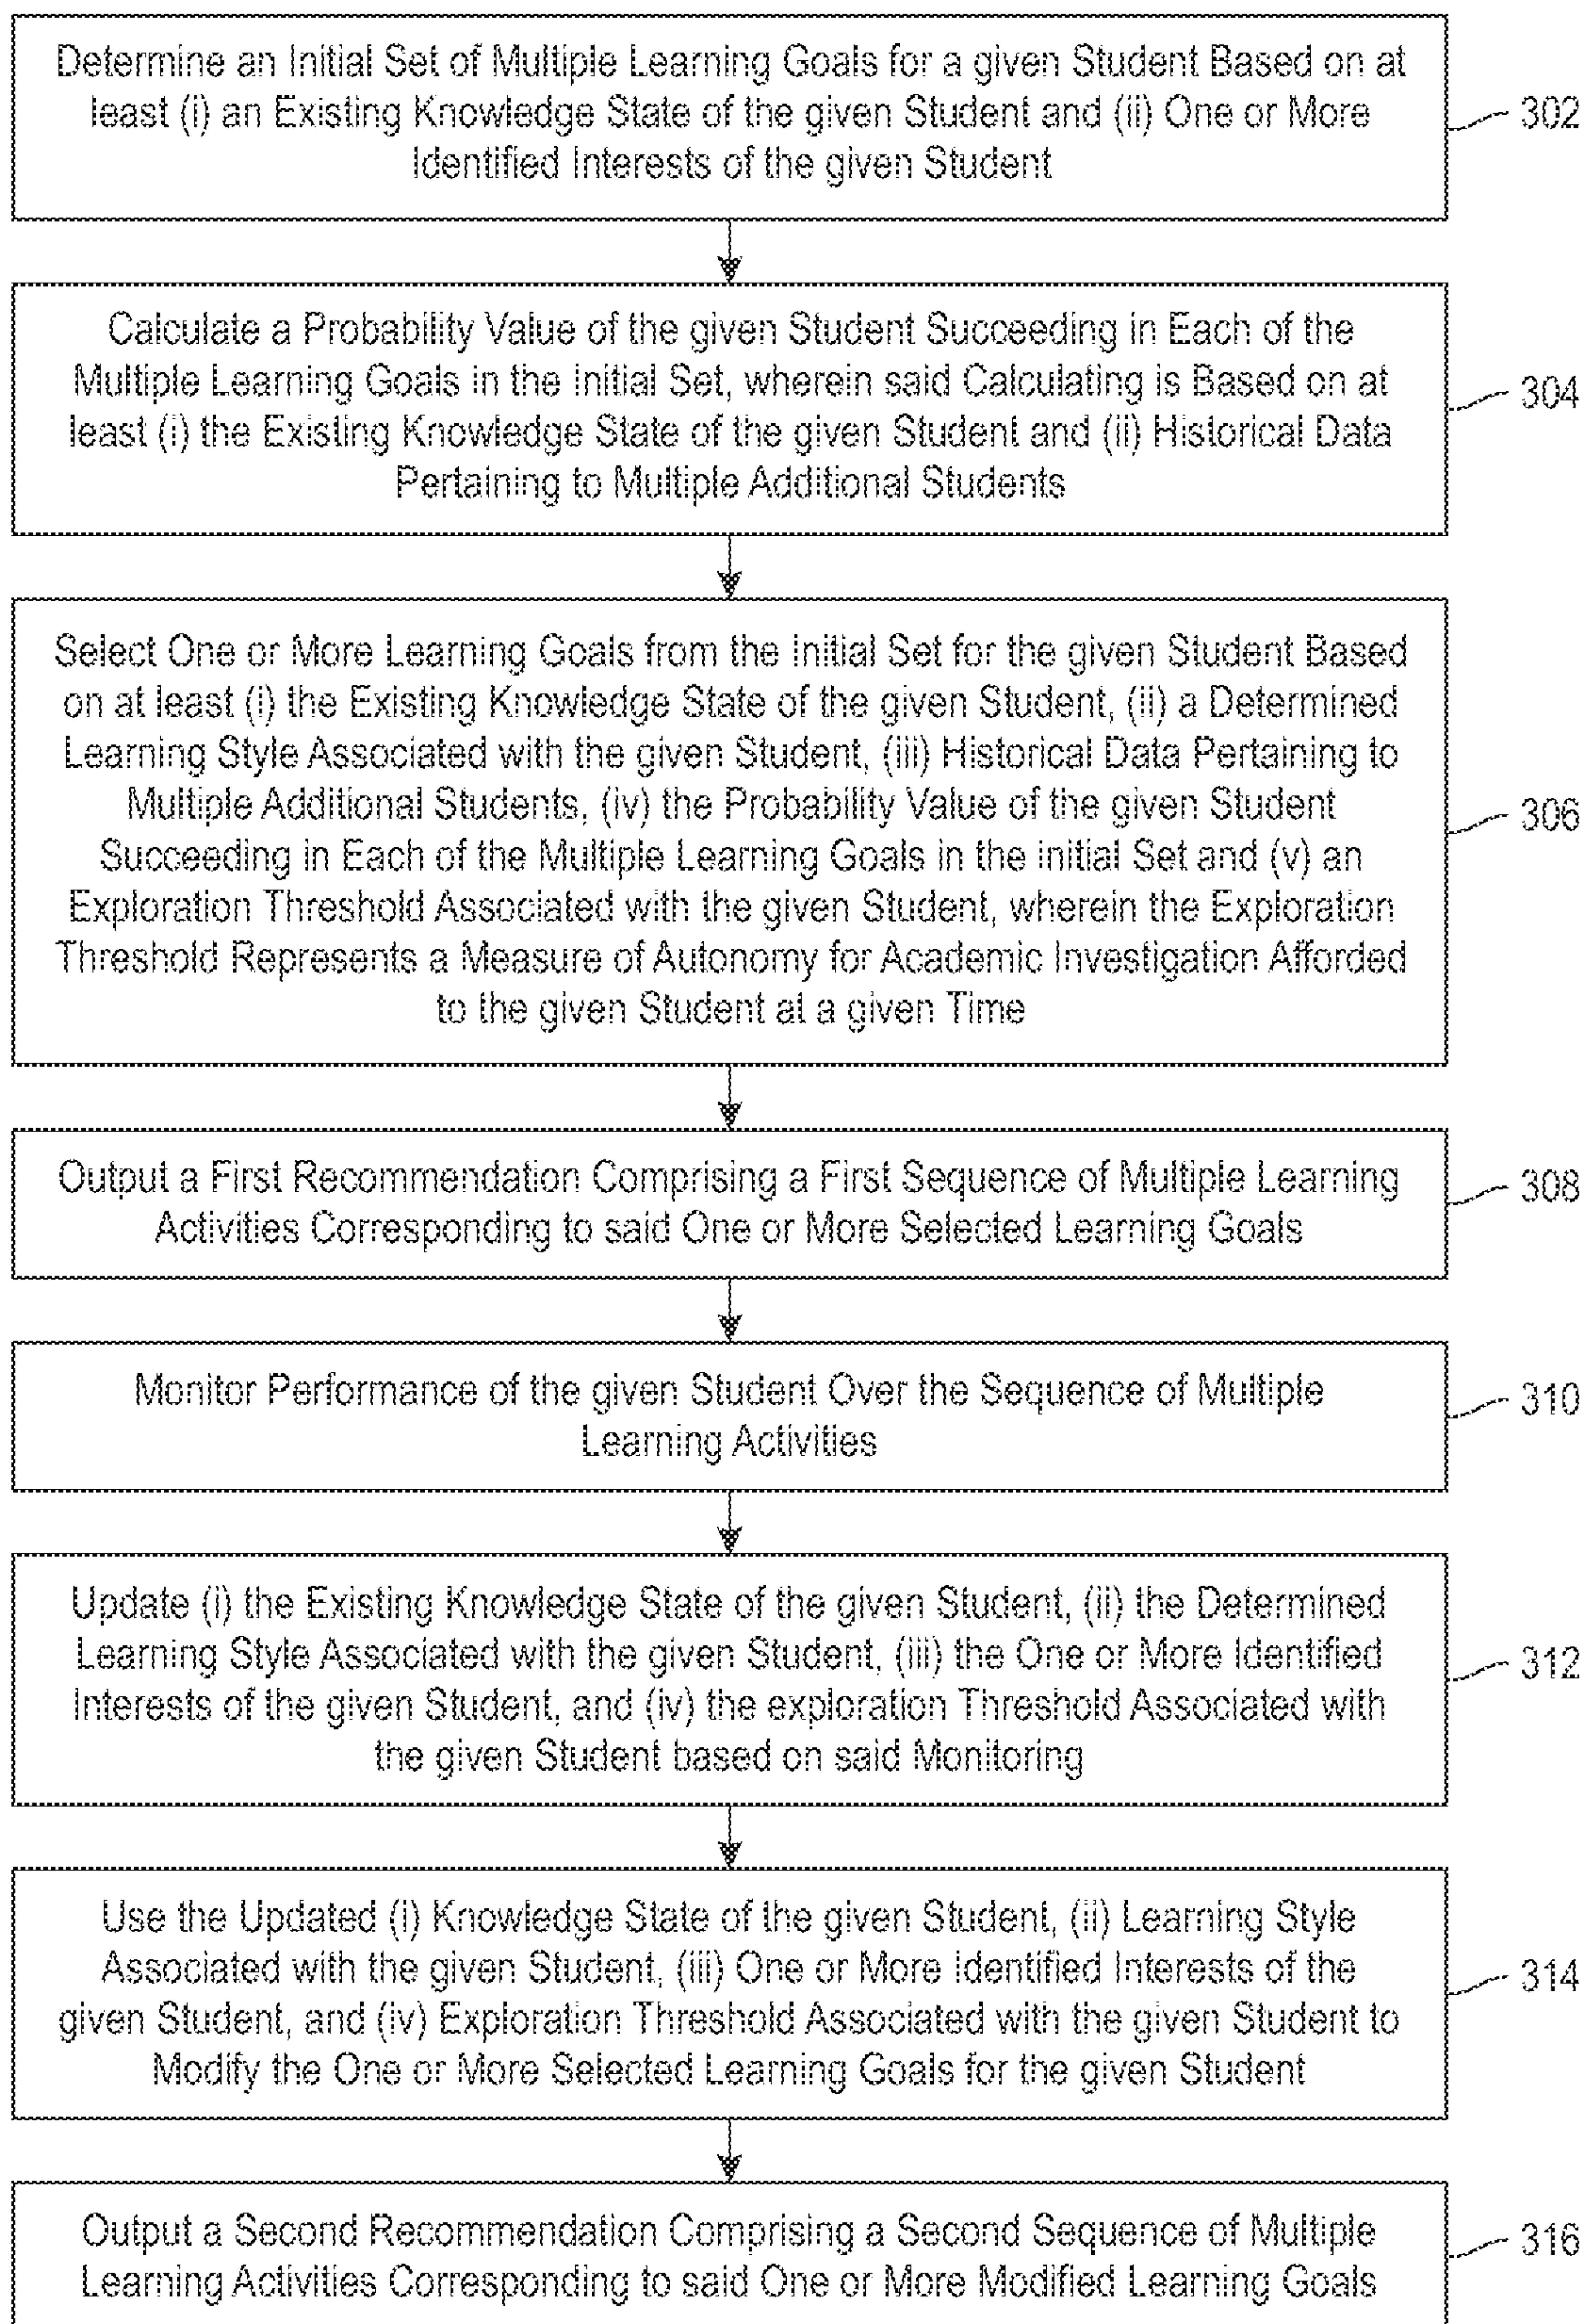 Determine an Initial Set of Multiple Learning Goals for a given Student Based on at
least (i) an Existing Knowledge State of the given Student and (ii) One or More
Identified Interests of the given Student
302
Calculate a Probability Value of the given Student Succeeding in Each of the
Multiple Learning Goals in the Initial Set, wherein said Calculating is Based on at
least (i) the Existing Knowledge State of the given Student and (ii) Historical Data
Pertaining to Multiple Additional Students
304
Select One or More Learning Goals from the Initial Set for the given Student Based
on at least (i) the Existing Knowledge State of the given Student, (ii) a Determined
Learning Style Associated with the given Student, (iii) Historical Data Pertaining to
Multiple Additional Students, (iv) the Probability Value of the given Student
Succeeding in Each of the Multiple Learning Goals in the initial Set and (v) an
Exploration Threshold Associated with the given Student, wherein the Exploration
Threshold Represents a Measure of Autonomy for Academic Investigation Afforded
to the given Student at a given Time
306
Output a First Recommendation Comprising a First Sequence of Multiple Learning
Activities Corresponding to said One or More Selected Learning Goals
308
Monitor Performance of the given Student Over the Sequence of Multiple
Learning Activities
310
Update (i) the Existing Knowledge State of the given Student, (ii) the Determined
Learning Style Associated with the given Student, (iii) the One or More Identified
Interests of the given Student, and (iv) the exploration Threshold Associated with
the given Student based on said Monitoring
312
Use the Updated (i) Knowledge State of the given Student, (ii) Learning Style
Associated with the given Student, (iii) One or More Identified Interests of the
given Student, and (iv) Exploration Threshold Associated with the given Student to
Modify the One or More Selected Learning Goals for the given Student
314
Output a Second Recommendation Comprising a Second Sequence of Multiple
Learning Activities Corresponding to said One or More Modified Learning Goals
316